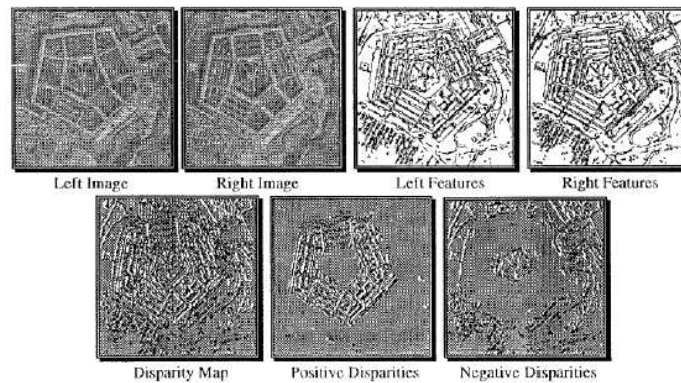 Left Image
Right Image
Left Features
Right Features
Disparity Map
Positive Disparities
Negative Disparities